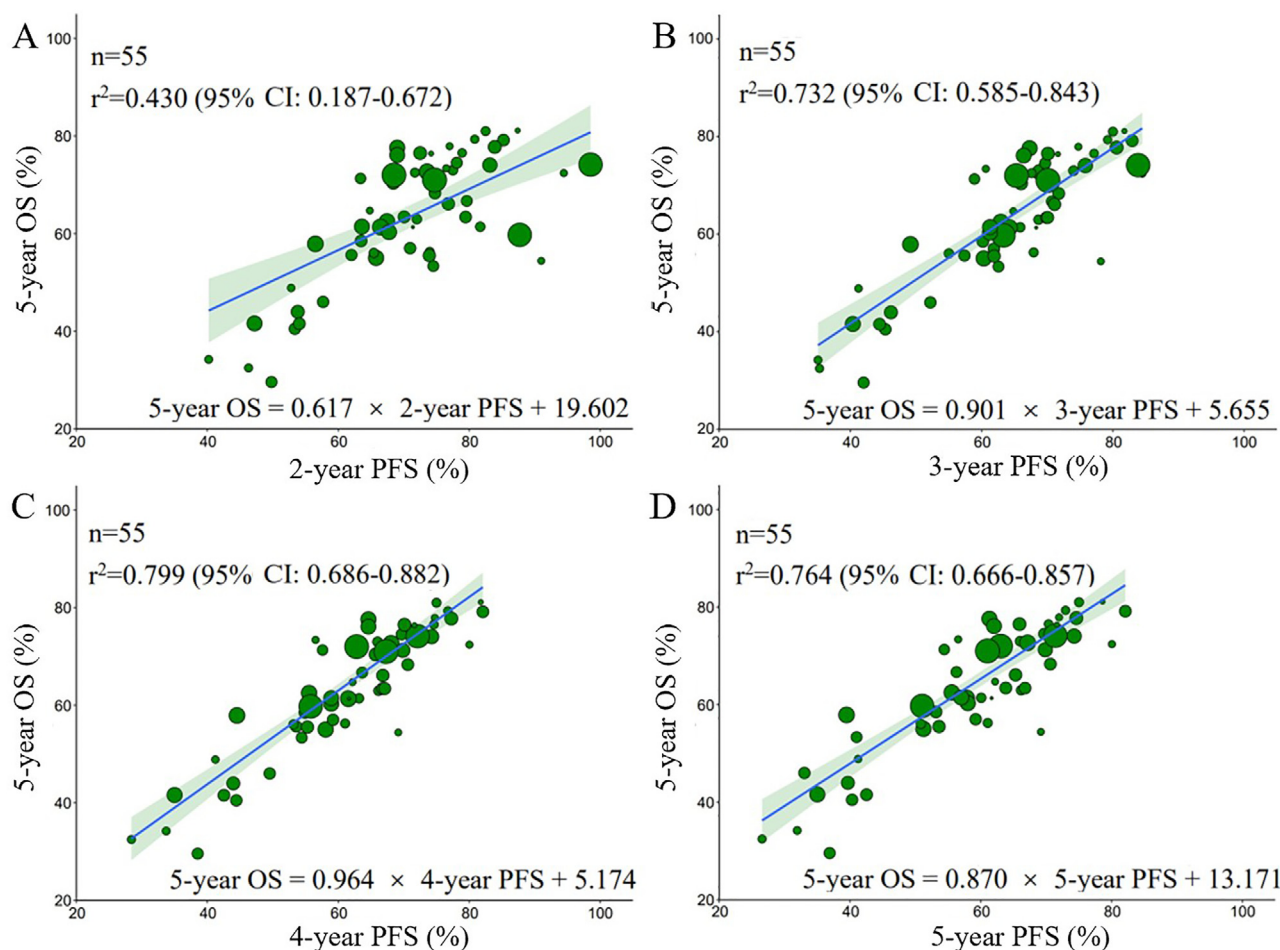 A
n=55
r²=0.430 (95% CI: 0.187-0.672)
5-year OS (%)
100
80
60
40
20
5-year OS = 0.617 × 2-year PFS + 19.602
20 40 60 80 100
2-year PFS (%)
B
n=55
r²=0.732 (95% CI: 0.585-0.843)
5-year OS (%)
100
80
60
40
20
5-year OS = 0.901 × 3-year PFS + 5.655
20 40 60 80 100
3-year PFS (%)
C
n=55
r²=0.799 (95% CI: 0.686-0.882)
5-year OS (%)
100
80
60
40
20
5-year OS = 0.964 × 4-year PFS + 5.174
20 40 60 80 100
4-year PFS (%)
D
n=55
r²=0.764 (95% CI: 0.666-0.857)
5-year OS (%)
100
80
60
40
20
5-year OS = 0.870 × 5-year PFS + 13.171
20 40 60 80 100
5-year PFS (%)